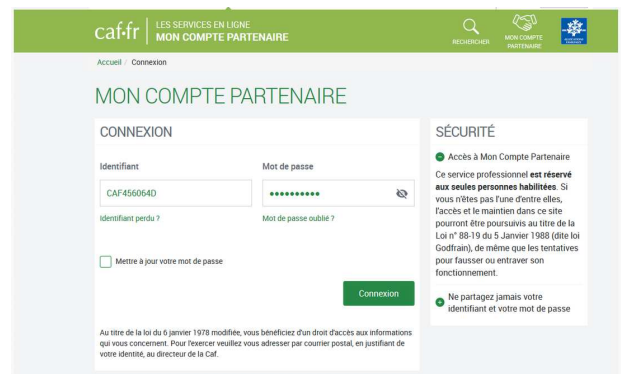 caf.fr
LES SERVICES EN LIGNE
MON COMPTE PARTENAIRE
RECHERCHER
MON COMPTE
PARTENAIRE
Accueil / Connexion
MON COMPTE PARTENAIRE
CONNEXION
Identifiant
Mot de passe
CAF456064D
••••••••••
Identifiant perdu ?
Mot de passe oublié ?
Mettre à jour votre mot de passe
Connexion
Au titre de la loi du 6 janvier 1978 modifiée, vous bénéficiez d'un droit d'accès aux informations
qui vous concernent. Pour l'exercer veuillez vous adresser par courrier postal, en justifiant de
votre identité, au directeur de la Caf.
SÉCURITÉ
Accès à Mon Compte Partenaire
Ce service professionnel est réservé
aux seules personnes habilitées. Si
vous n'êtes pas l'une d'entre elles,
l'accès et le maintien dans ce site
pourront être poursuivis au titre de la
Loi n° 88-19 du 5 Janvier 1988 (dite loi
Godfrain), de même que les tentatives
pour fausser ou entraver son
fonctionnement.
Ne partagez jamais votre
identifiant et votre mot de passe